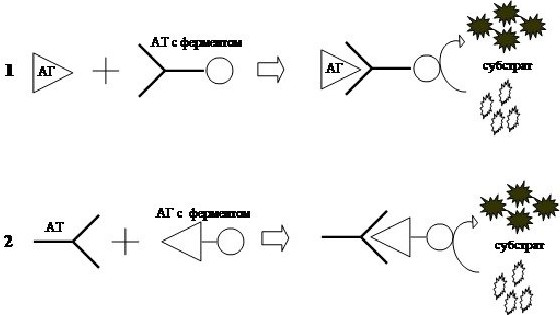 АТ с ферментом
1 АГ АГ
субстрат
АТ АГ с ферментом
2
субстрат